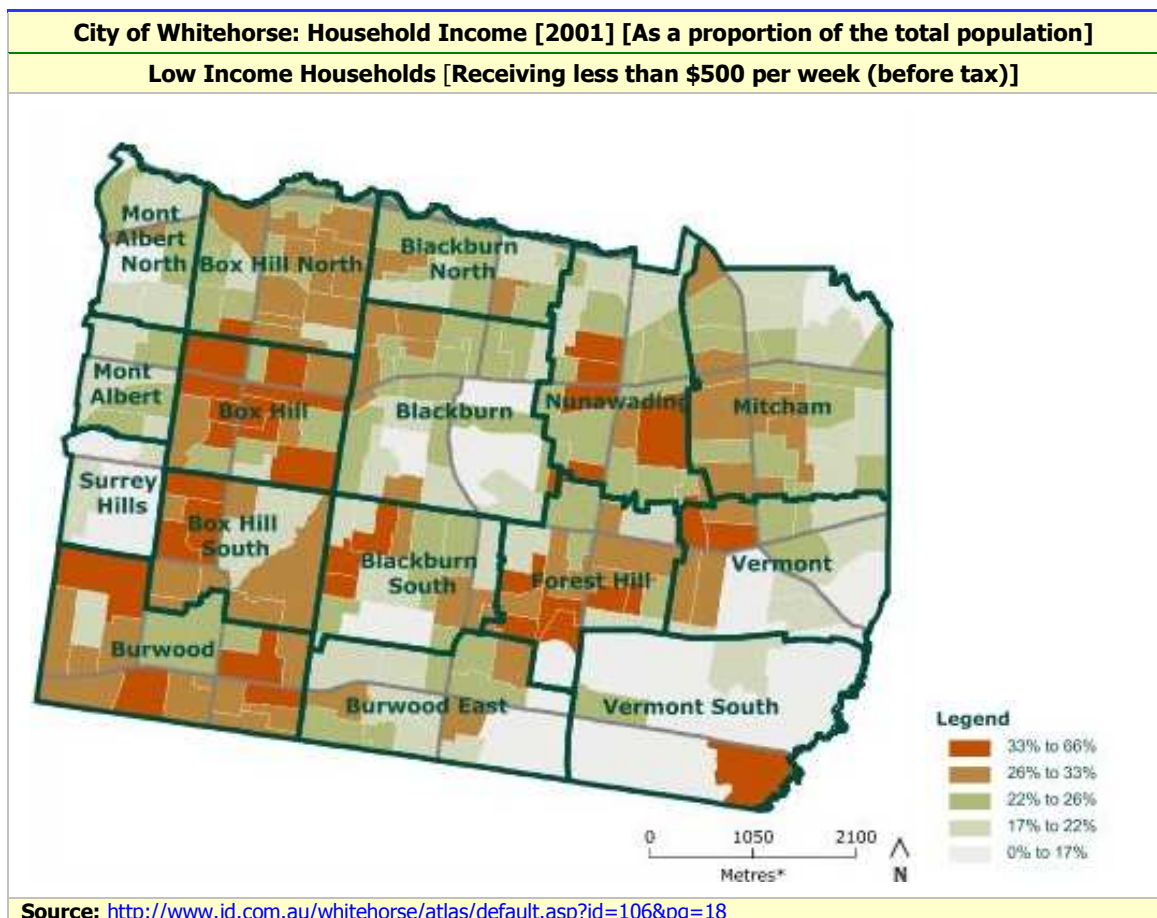 City of Whitehorse: Household Income [2001] [As a proportion of the total population]
Low Income Households [Receiving less than $500 per week (before tax)]
Mont
Albert
North
Box Hill North
Blackburn
North
Mont
Albert
Box Hill
Blackburn
Nunawading
Mitcham
Surrey
Hills
Box Hill
South
Blackburn
South
Forest Hill
Vermont
Burwood
Burwood East
Vermont South
Legend
33% to 66%
26% to 33%
22% to 26%
17% to 22%
0% to 17%
0 1050 2100
Metres*
N
Source: http://www.id.com.au/whitehorse/atlas/default.asp?id=106&pg=18